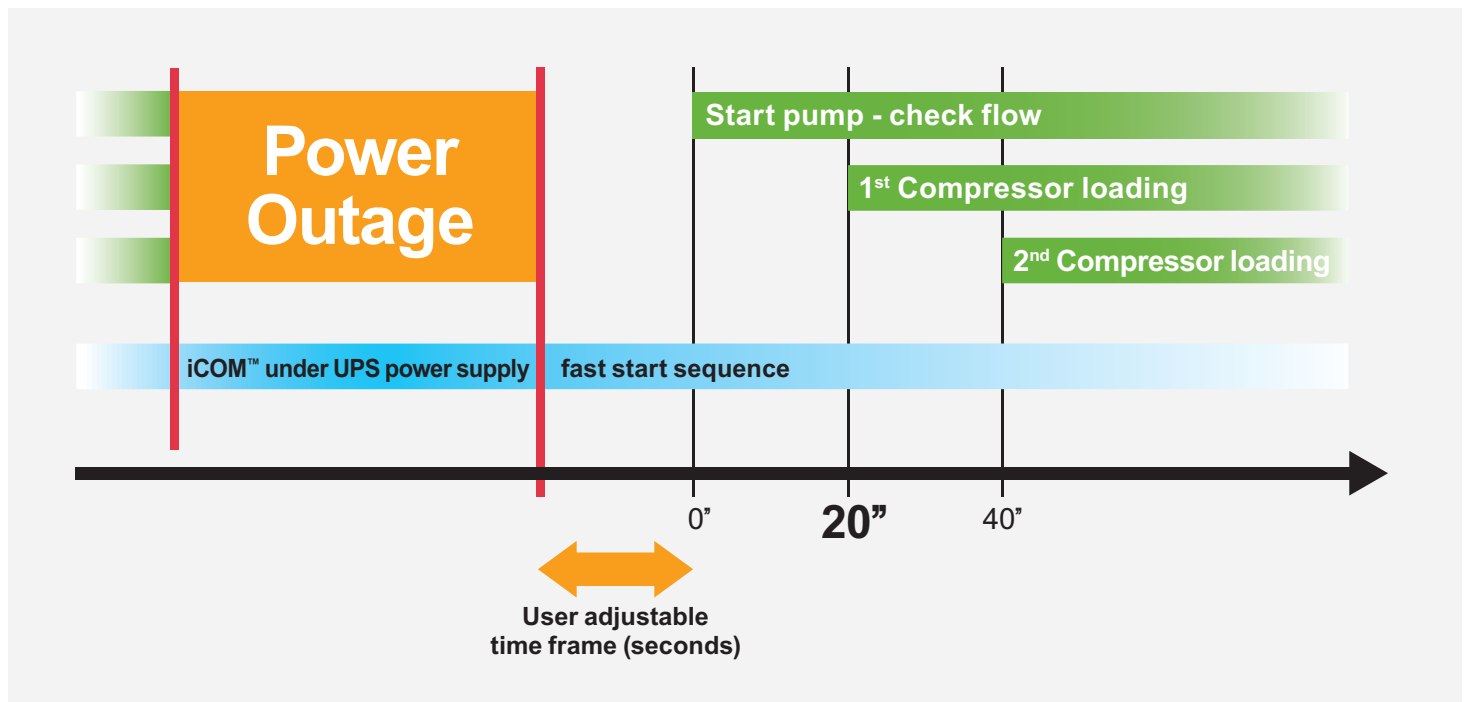 Power
Outage
Start pump - check flow
1st Compressor loading
2nd Compressor loading
iCOM™ under UPS power supply
fast start sequence
0”
20”
40”
User adjustable
time frame (seconds)